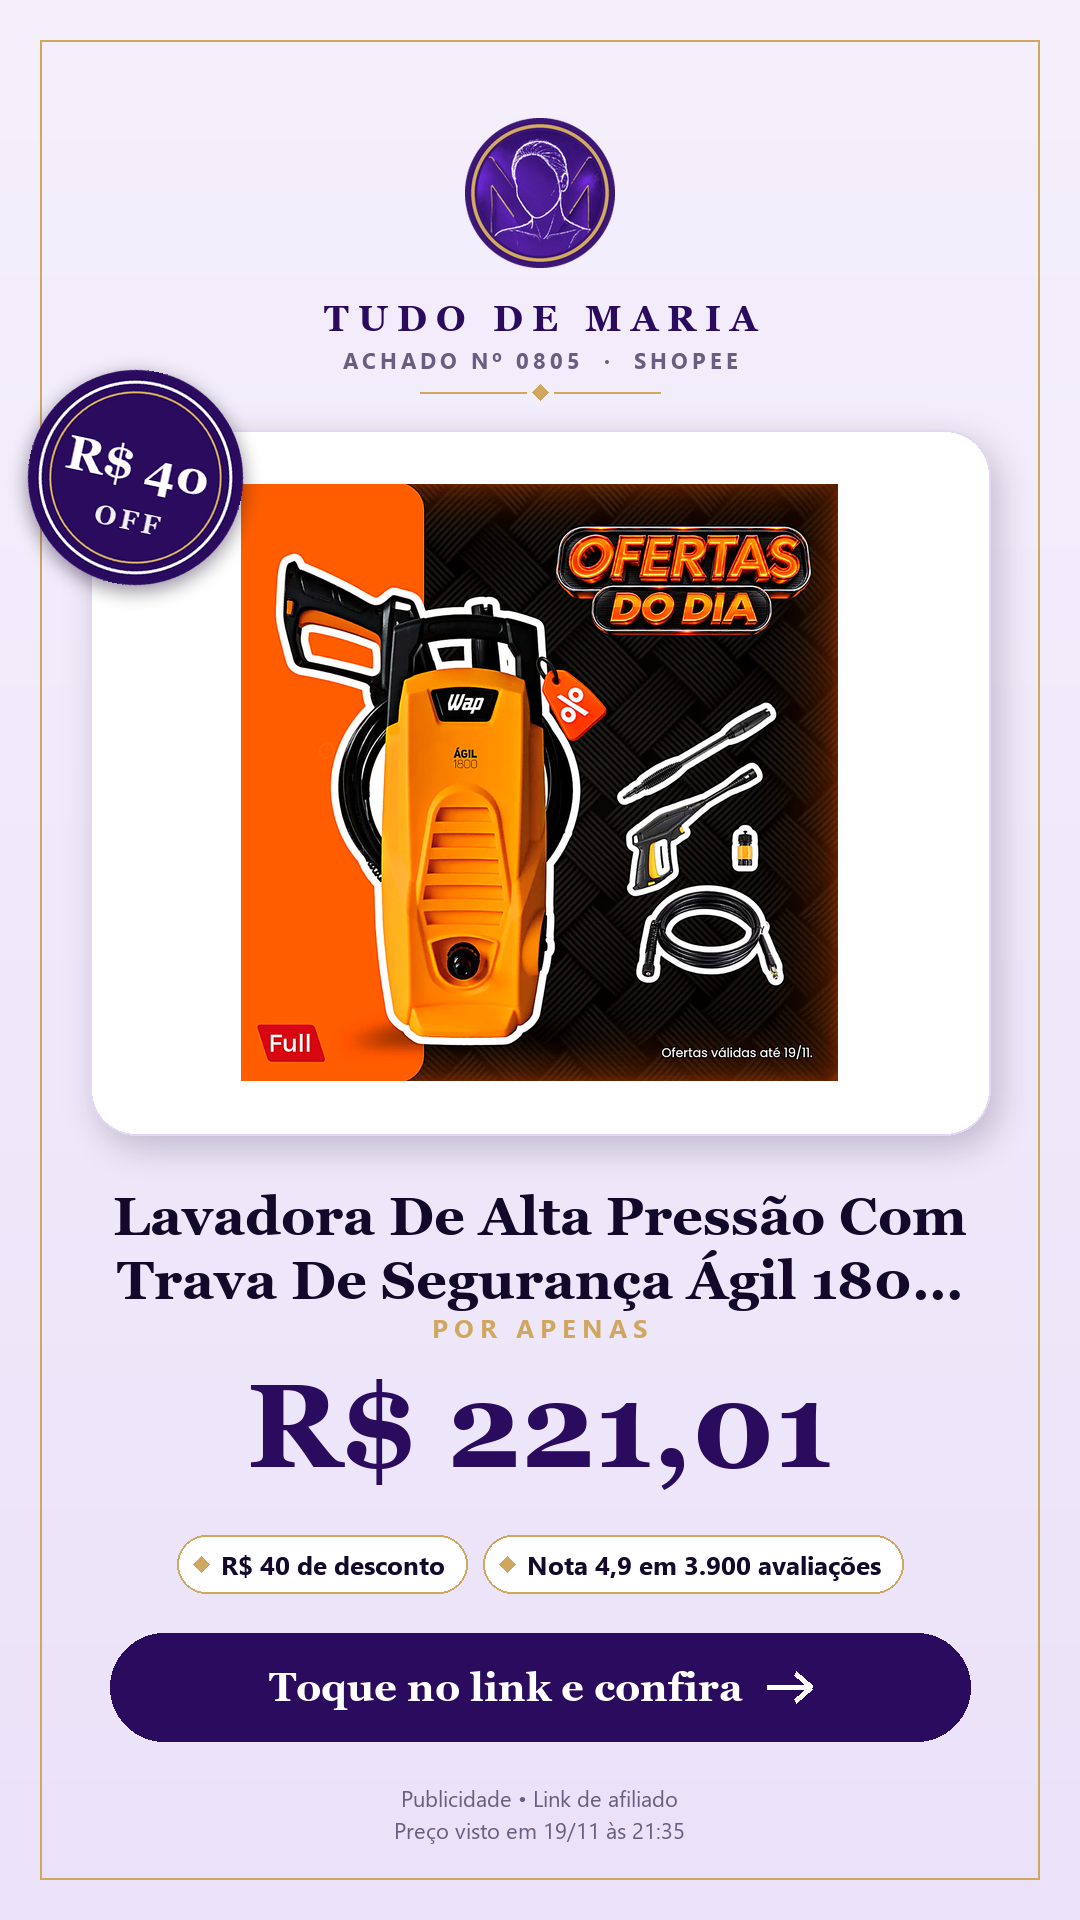 TUDO DE MARIA
ACHADO Nº 0805 · SHOPEE
R$ 40
OFF
OFERTAS
DO DIA
Wap
ÁGIL
1800
%
Full
Ofertas válidas até 19/11.
Lavadora De Alta Pressão Com
Trava De Segurança Ágil 180...
POR APENAS
R$ 221,01
R$ 40 de desconto
Nota 4,9 em 3.900 avaliações
Toque no link e confira →
Publicidade • Link de afiliado
Preço visto em 19/11 às 21:35